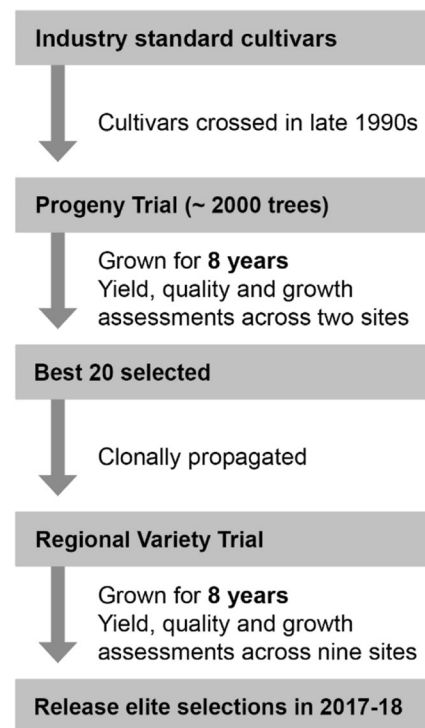 Industry standard cultivars
Cultivars crossed in late 1990s
Progeny Trial (~ 2000 trees)
Grown for 8 years
Yield, quality and growth
assessments across two sites
Best 20 selected
Clonally propagated
Regional Variety Trial
Grown for 8 years
Yield, quality and growth
assessments across nine sites
Release elite selections in 2017-18